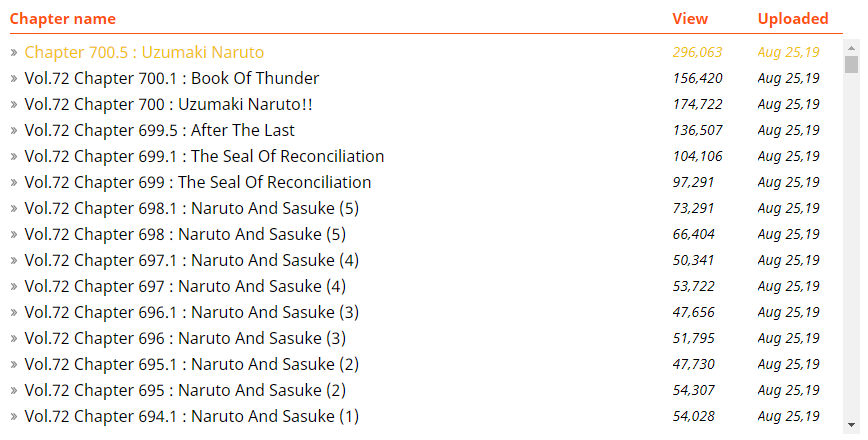 Chapter name View Uploaded
» Chapter 700.5 : Uzumaki Naruto 296,063 Aug 25,19
» Vol.72 Chapter 700.1 : Book Of Thunder 156,420 Aug 25,19
» Vol.72 Chapter 700 : Uzumaki Naruto!! 174,722 Aug 25,19
» Vol.72 Chapter 699.5 : After The Last 136,507 Aug 25,19
» Vol.72 Chapter 699.1 : The Seal Of Reconciliation 104,106 Aug 25,19
» Vol.72 Chapter 699 : The Seal Of Reconciliation 97,291 Aug 25,19
» Vol.72 Chapter 698.1 : Naruto And Sasuke (5) 73,291 Aug 25,19
» Vol.72 Chapter 698 : Naruto And Sasuke (5) 66,404 Aug 25,19
» Vol.72 Chapter 697.1 : Naruto And Sasuke (4) 50,341 Aug 25,19
» Vol.72 Chapter 697 : Naruto And Sasuke (4) 53,722 Aug 25,19
» Vol.72 Chapter 696.1 : Naruto And Sasuke (3) 47,656 Aug 25,19
» Vol.72 Chapter 696 : Naruto And Sasuke (3) 51,795 Aug 25,19
» Vol.72 Chapter 695.1 : Naruto And Sasuke (2) 47,730 Aug 25,19
» Vol.72 Chapter 695 : Naruto And Sasuke (2) 54,307 Aug 25,19
» Vol.72 Chapter 694.1 : Naruto And Sasuke (1) 54,028 Aug 25,19